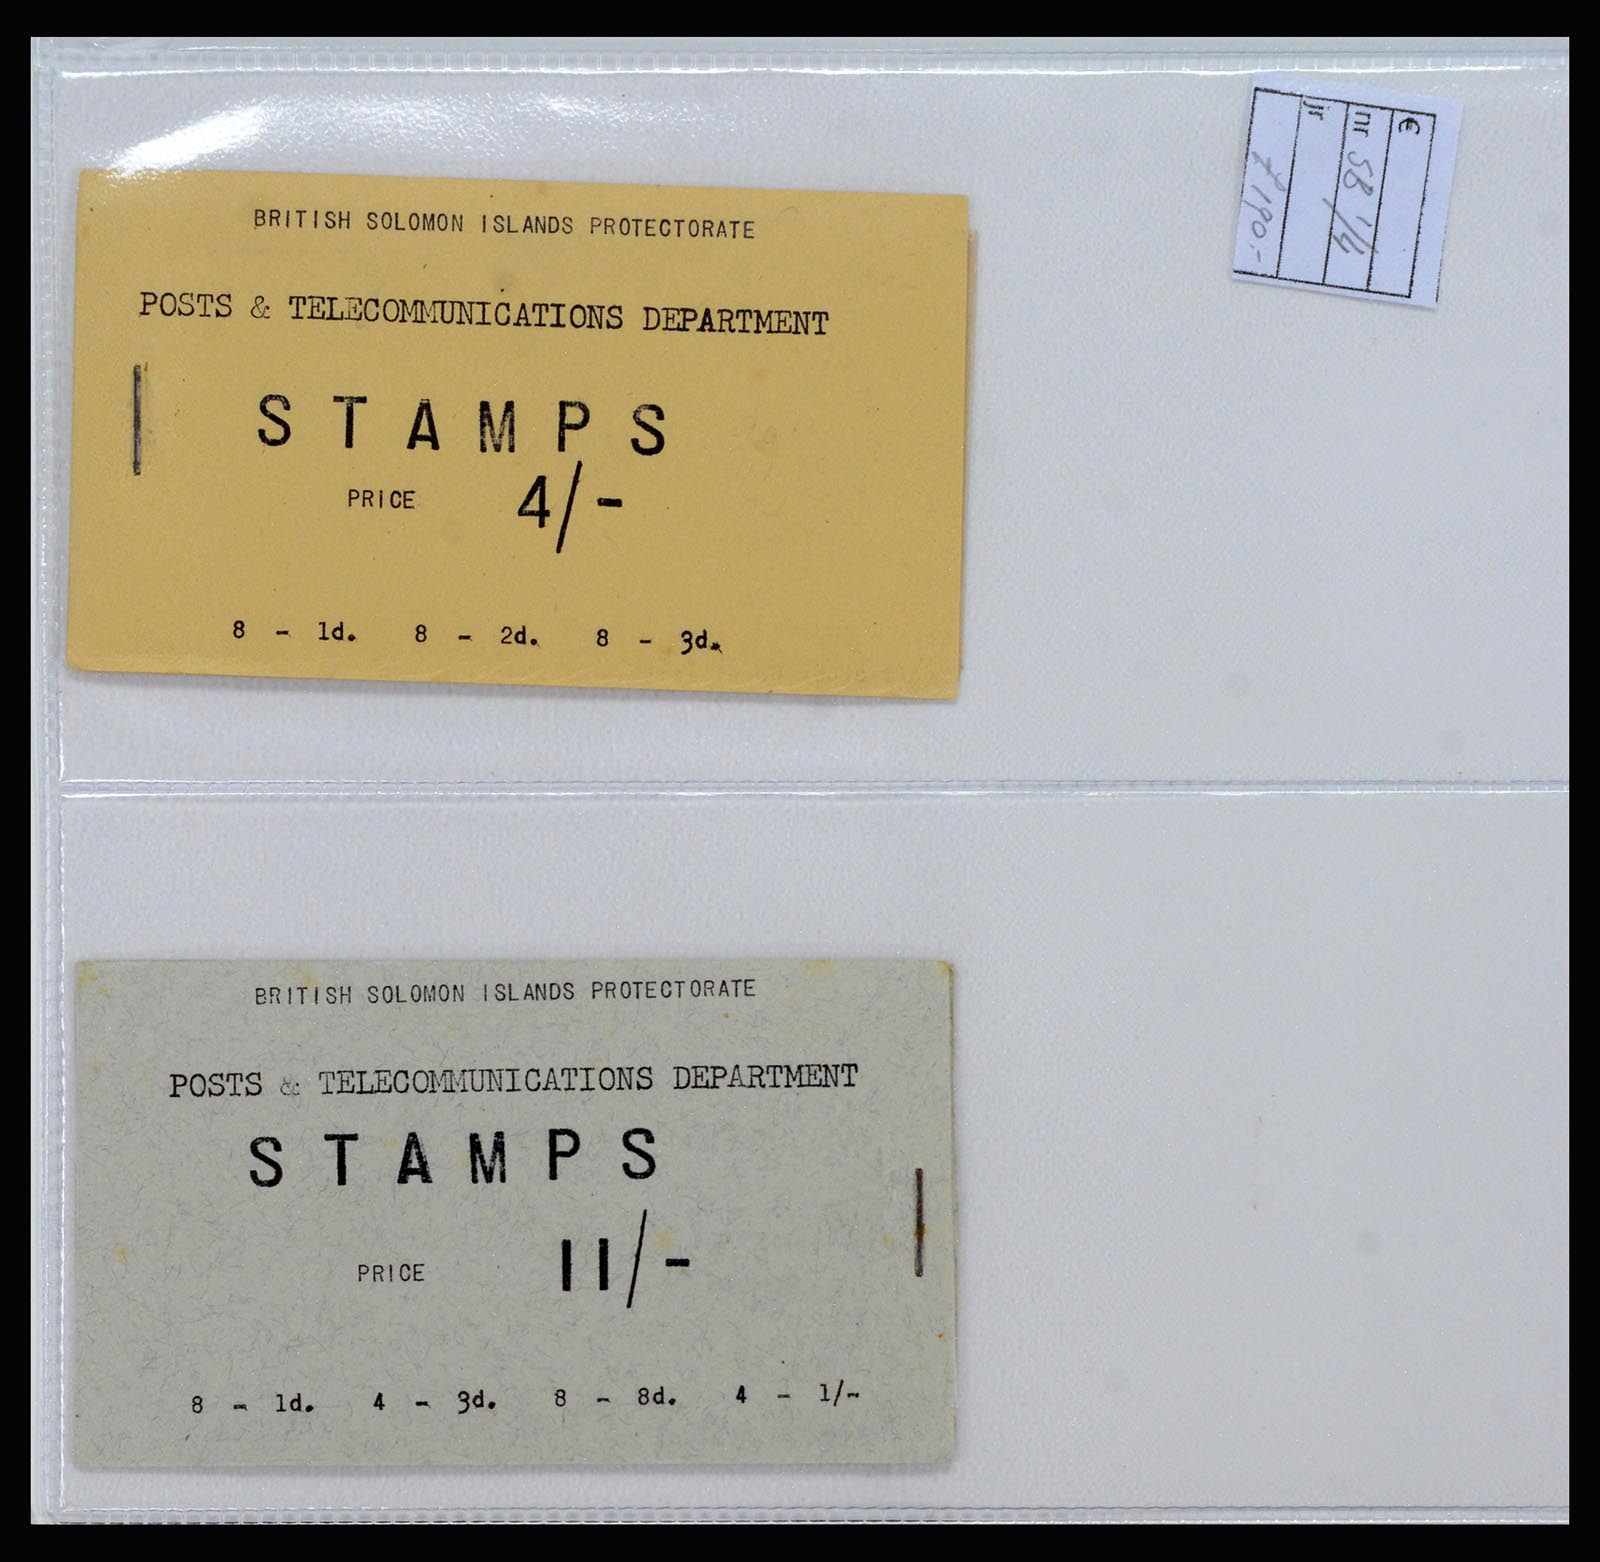 BRITISH SOLOMON ISLANDS PROTECTORATE
POSTS & TELECOMMUNICATIONS DEPARTMENT
STAMPS
PRICE 4/-
8 - 1d. 8 - 2d. 8 - 3d.
€
nr SB 1/4
jr
£ 190.-
BRITISH SOLOMON ISLANDS PROTECTORATE
POSTS & TELECOMMUNICATIONS DEPARTMENT
STAMPS
PRICE 11/-
8 - 1d. 4 - 3d. 8 - 8d. 4 - 1/-